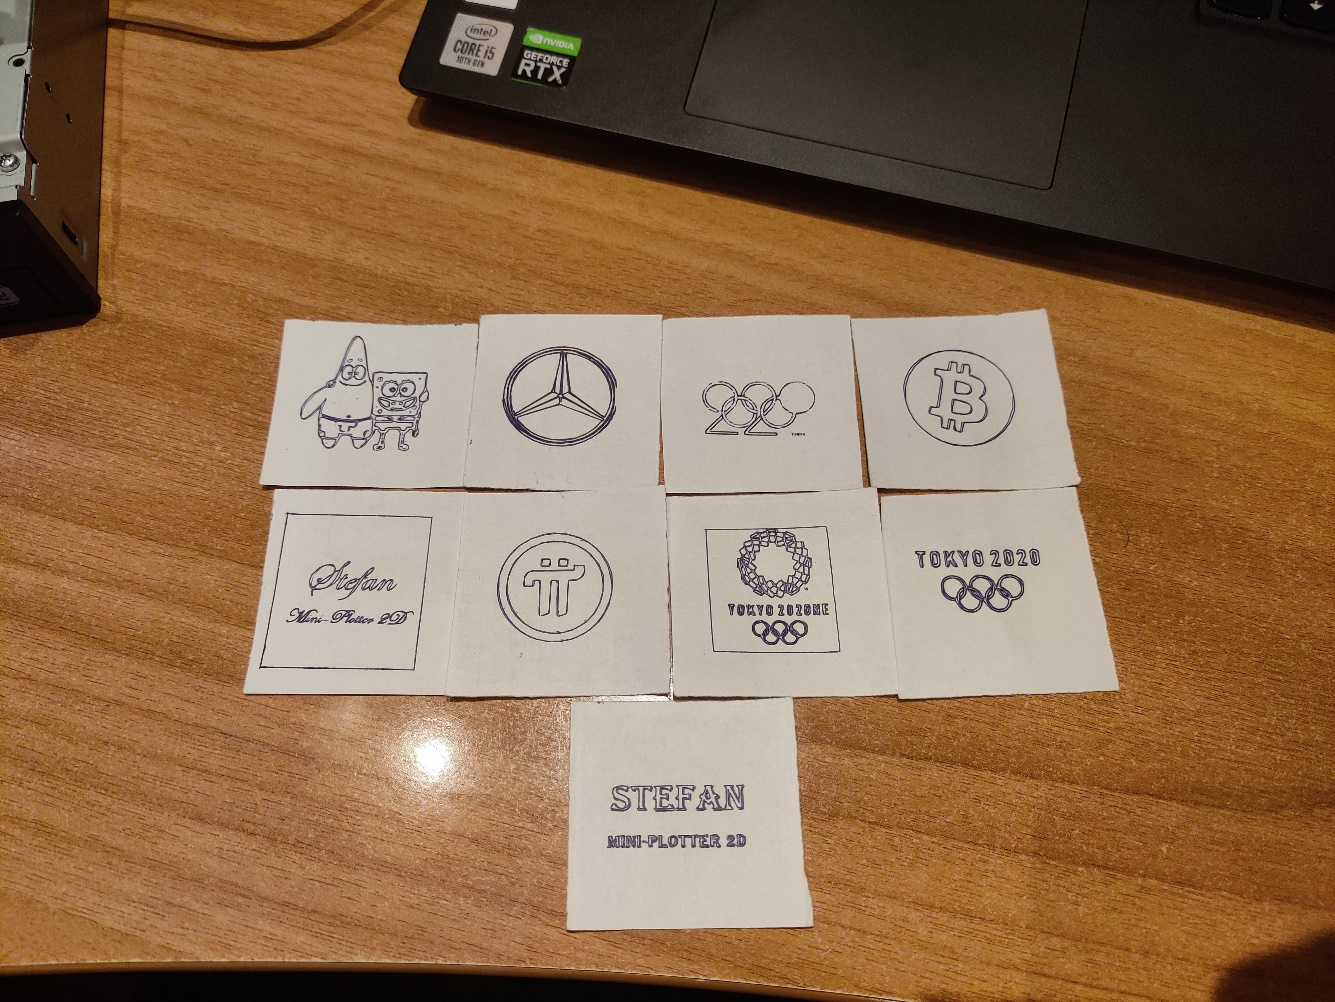 intel
CORE i5
10TH GEN
NVIDIA
GEFORCE
RTX
Stefan
Mini-Plotter 2D
TOKYO 2020NE
TOKYO 2020
STEFAN
MINI-PLOTTER 2D